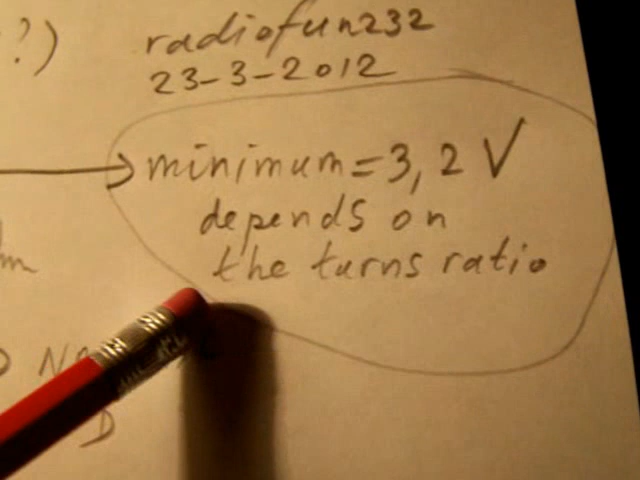 ?)
radiofun232
23-3-2012
minimum=3,2 V
depends on
the turns ratio
D